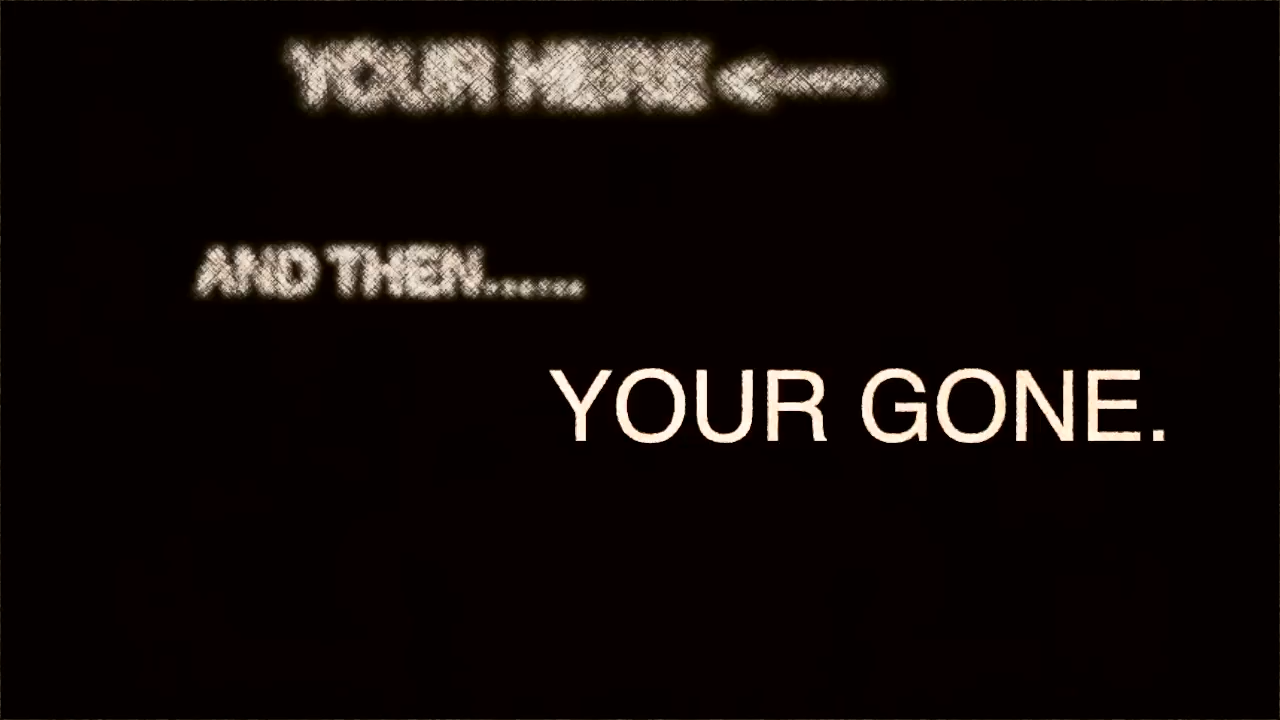 YOUR HERE <-----
AND THEN.......
YOUR GONE.